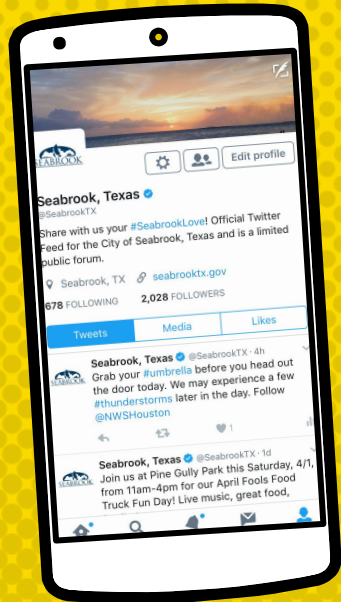 SEABROOK
Edit profile
Seabrook, Texas
@SeabrookTX
Share with us your #SeabrookLove! Official Twitter
Feed for the City of Seabrook, Texas and is a limited
public forum.
Seabrook, TX seabrooktx.gov
678 FOLLOWING 2,028 FOLLOWERS
Tweets Media Likes
Seabrook, Texas @SeabrookTX · 4h
Grab your #umbrella before you head out
the door today. We may experience a few
#thunderstorms later in the day. Follow
@NWSHouston
1
Seabrook, Texas @SeabrookTX · 1d
Join us at Pine Gully Park this Saturday, 4/1,
from 11am-4pm for our April Fools Food
Truck Fun Day! Live music, great food,